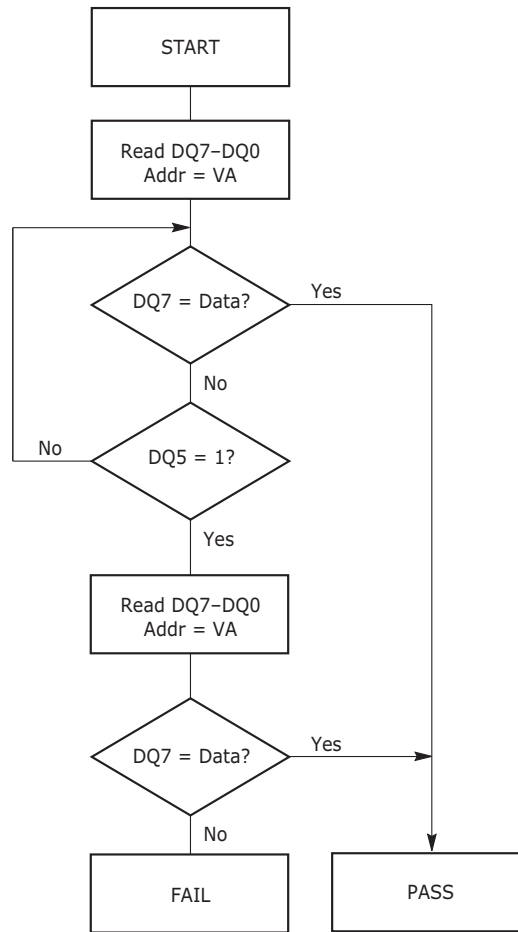 START
Read DQ7–DQ0
Addr = VA
DQ7 = Data?
Yes
No
No
DQ5 = 1?
Yes
Read DQ7–DQ0
Addr = VA
DQ7 = Data?
Yes
No
FAIL
PASS